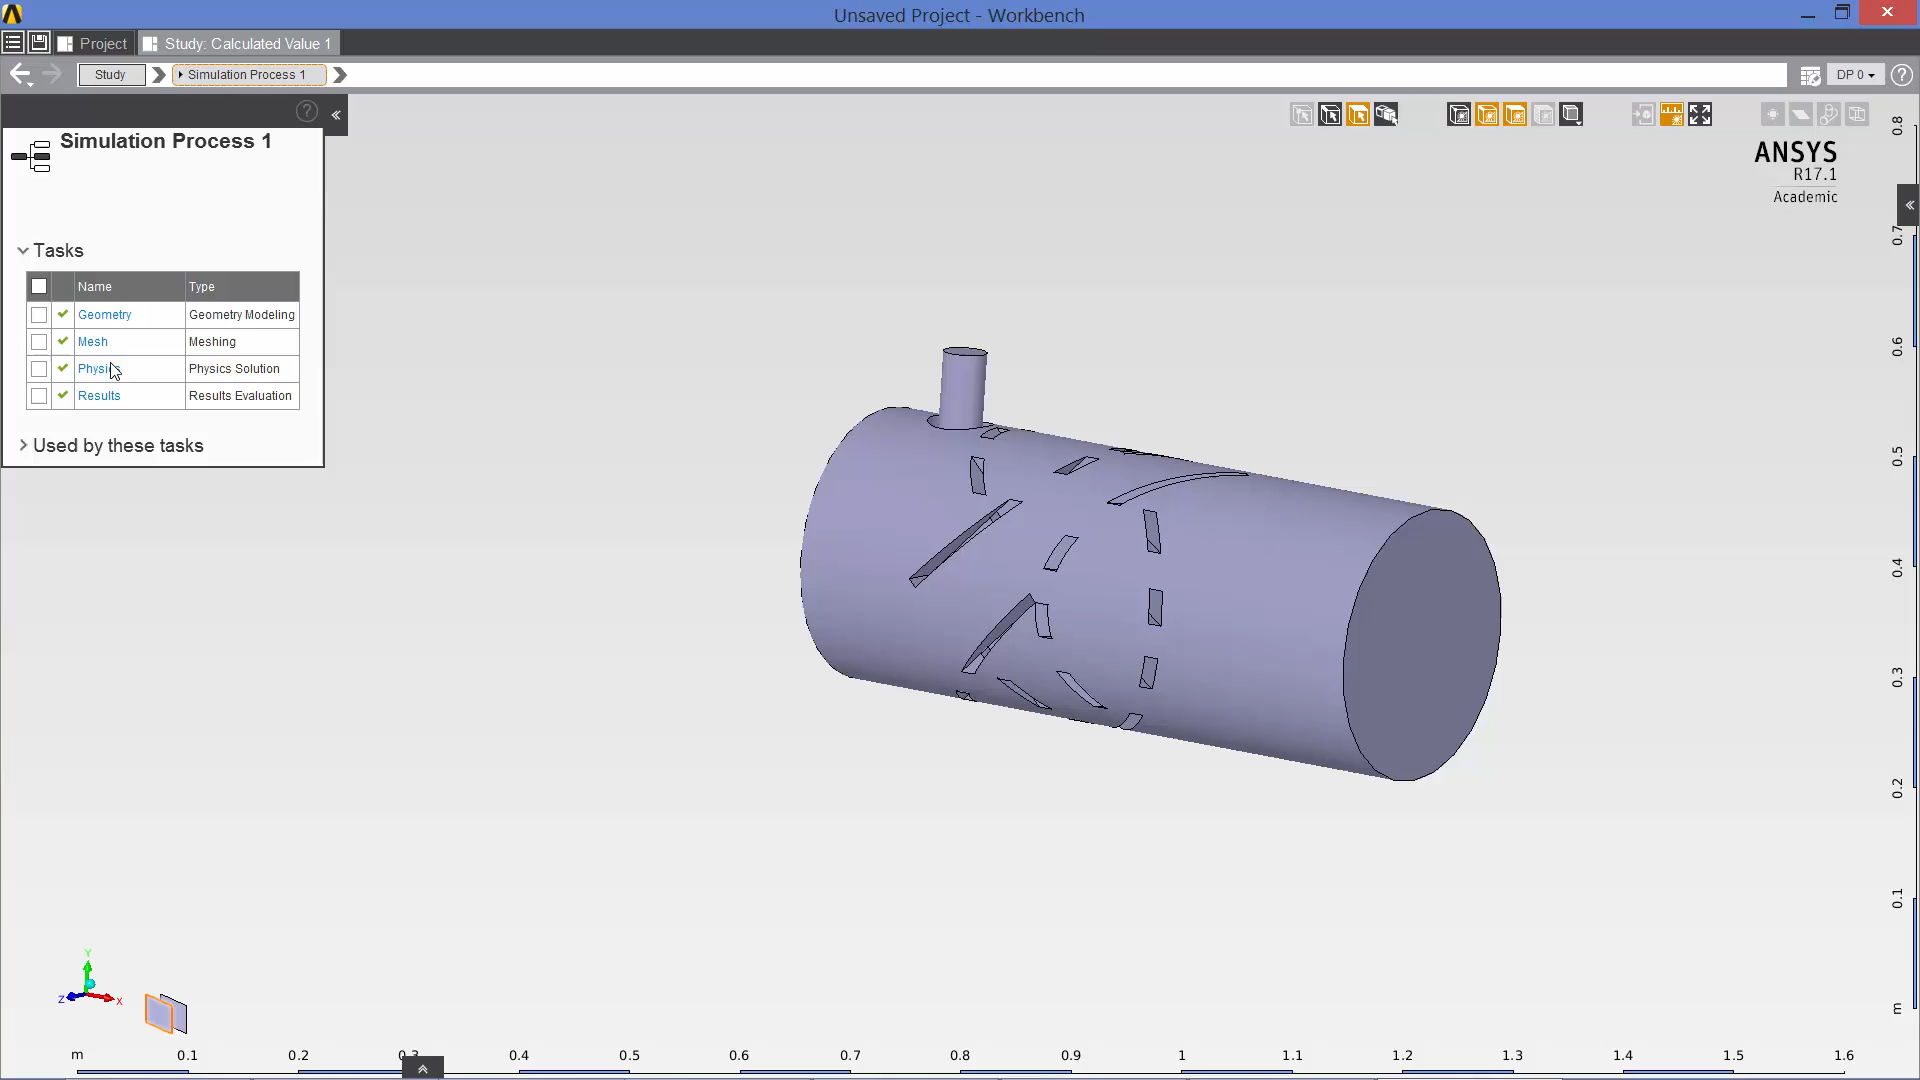 Unsaved Project - Workbench
Project
Study: Calculated Value 1
Study
Simulation Process 1
DP 0
?
?
Simulation Process 1
ANSYS
R17.1
Academic
Tasks
Name Type
Geometry Geometry Modeling
Mesh Meshing
Physics Physics Solution
Results Results Evaluation
Used by these tasks
0.8
0.7
0.6
0.5
0.4
0.3
0.2
0.1
m
Y
Z
X
m 0.1 0.2 0.3 0.4 0.5 0.6 0.7 0.8 0.9 1 1.1 1.2 1.3 1.4 1.5 1.6